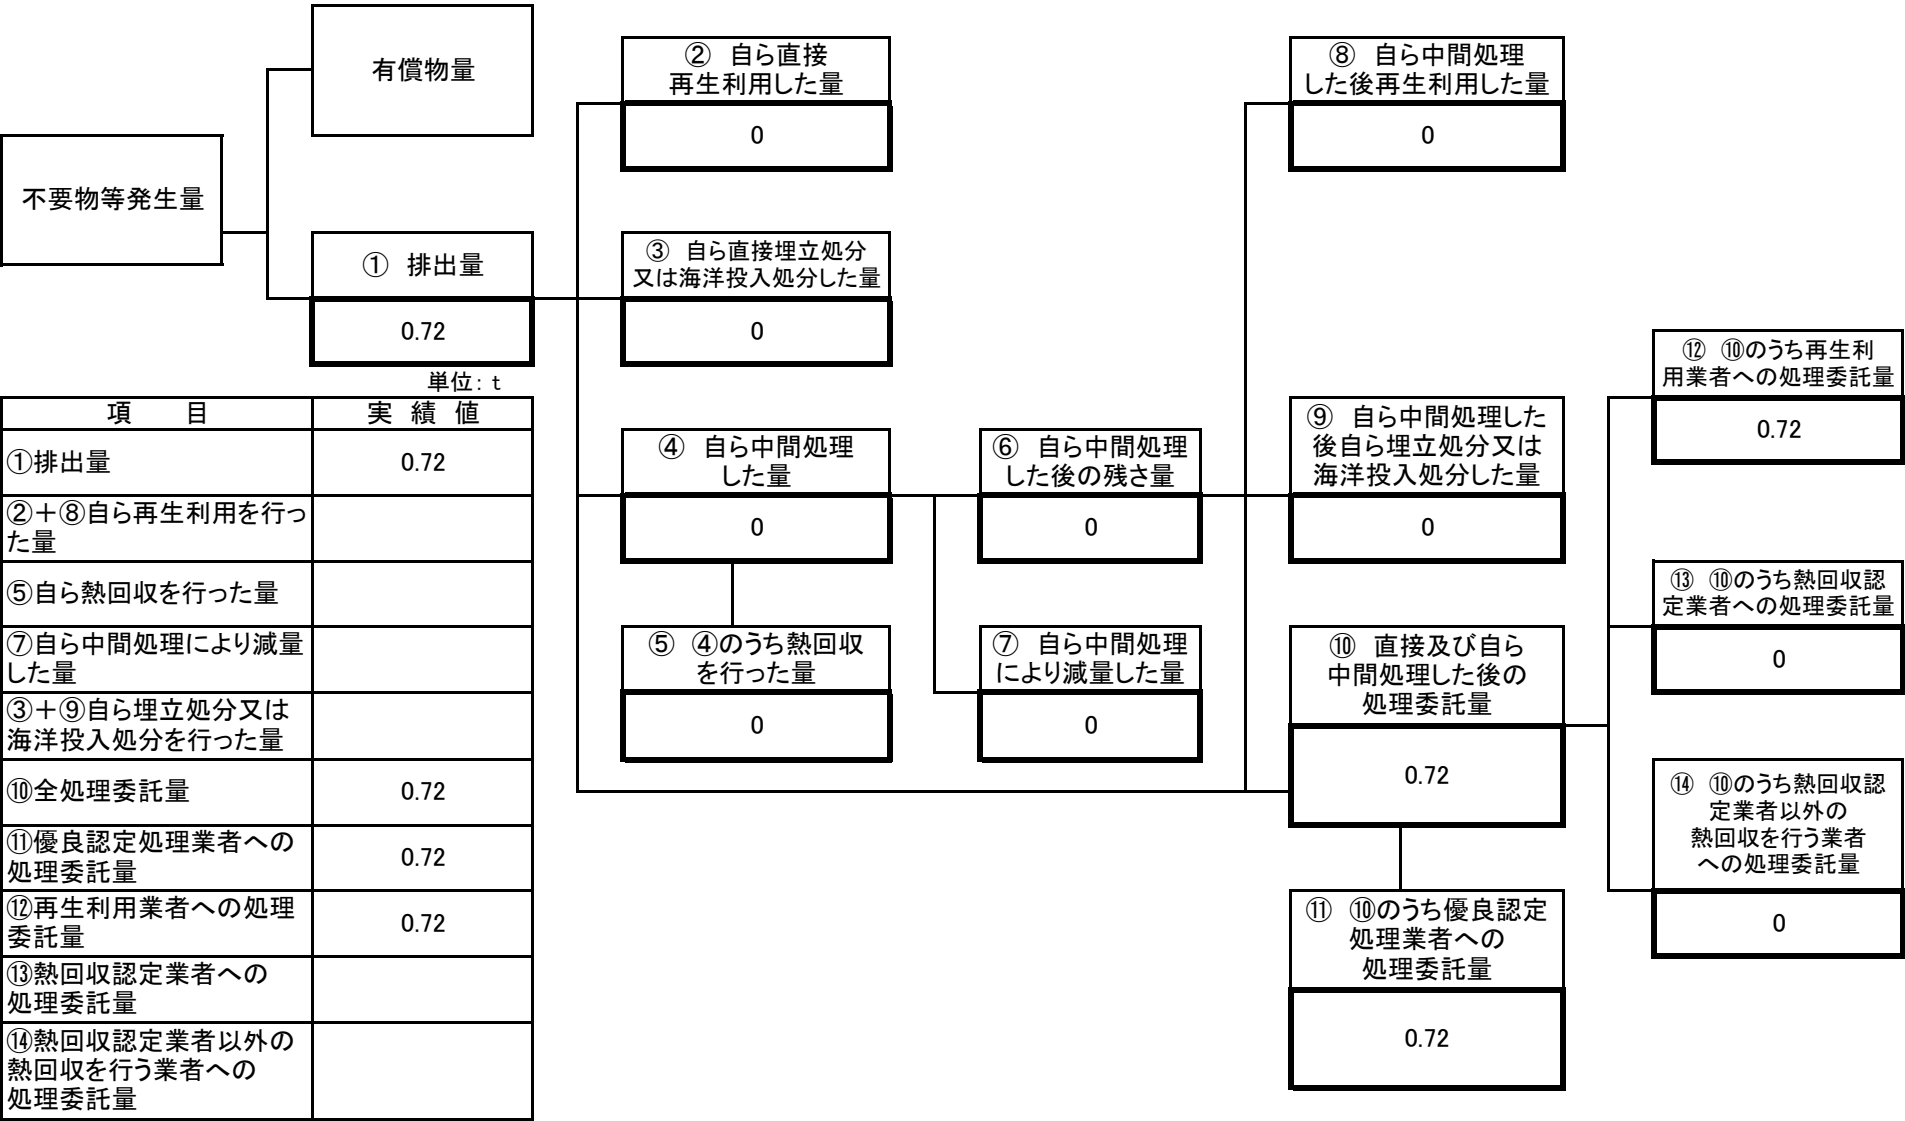 有償物量
不要物等発生量
① 排出量
0.72
② 自ら直接
再生利用した量
0
③ 自ら直接埋立処分
又は海洋投入処分した量
0
④ 自ら中間処理
した量
0
⑤ ④のうち熱回収
を行った量
0
⑥ 自ら中間処理
した後の残さ量
0
⑦ 自ら中間処理
により減量した量
0
⑧ 自ら中間処理
した後再生利用した量
0
⑨ 自ら中間処理した
後自ら埋立処分又は
海洋投入処分した量
0
⑩ 直接及び自ら
中間処理した後の
処理委託量
0.72
⑪ ⑩のうち優良認定
処理業者への
処理委託量
0.72
⑫ ⑩のうち再生利
用業者への処理委託量
0.72
⑬ ⑩のうち熱回収認
定業者への処理委託量
0
⑭ ⑩のうち熱回収認
定業者以外の
熱回収を行う業者
への処理委託量
0
単位：t
項 目 実 績 値
①排出量 0.72
②＋⑧自ら再生利用を行っ
た量
⑤自ら熱回収を行った量
⑦自ら中間処理により減量
した量
③＋⑨自ら埋立処分又は
海洋投入処分を行った量
⑩全処理委託量 0.72
⑪優良認定処理業者への
処理委託量 0.72
⑫再生利用業者への処理
委託量 0.72
⑬熱回収認定業者への
処理委託量
⑭熱回収認定業者以外の
熱回収を行う業者への
処理委託量